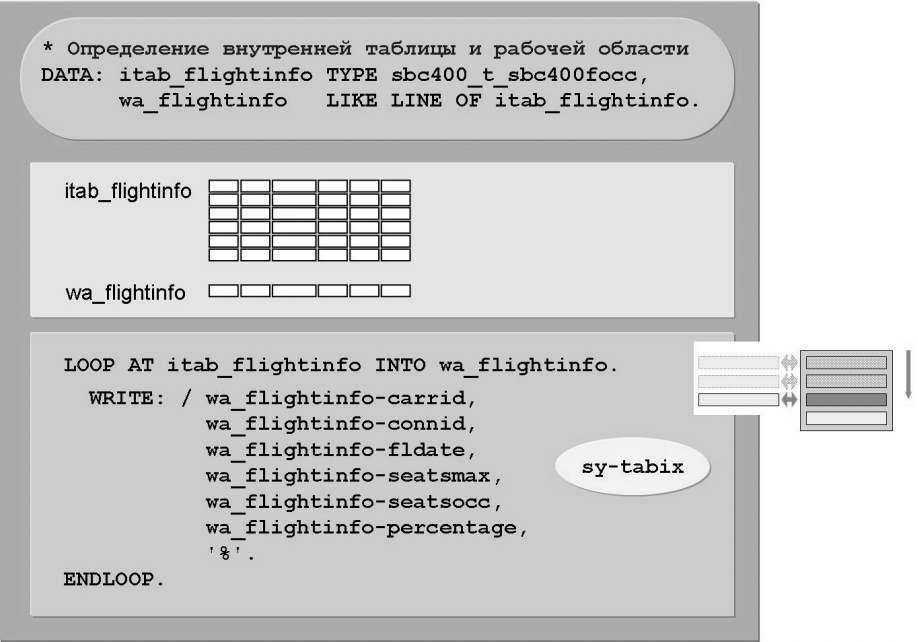 * Определение внутренней таблицы и рабочей области
DATA: itab_flightinfo TYPE sbc400_t_sbc400focc,
wa_flightinfo LIKE LINE OF itab_flightinfo.
itab_flightinfo
wa_flightinfo
LOOP AT itab_flightinfo INTO wa_flightinfo.
WRITE: / wa_flightinfo-carrid,
wa_flightinfo-connid,
wa_flightinfo-fldate,
wa_flightinfo-seatsmax,
wa_flightinfo-seatsocc,
wa_flightinfo-percentage,
'%'.
ENDLOOP.
sy-tabix